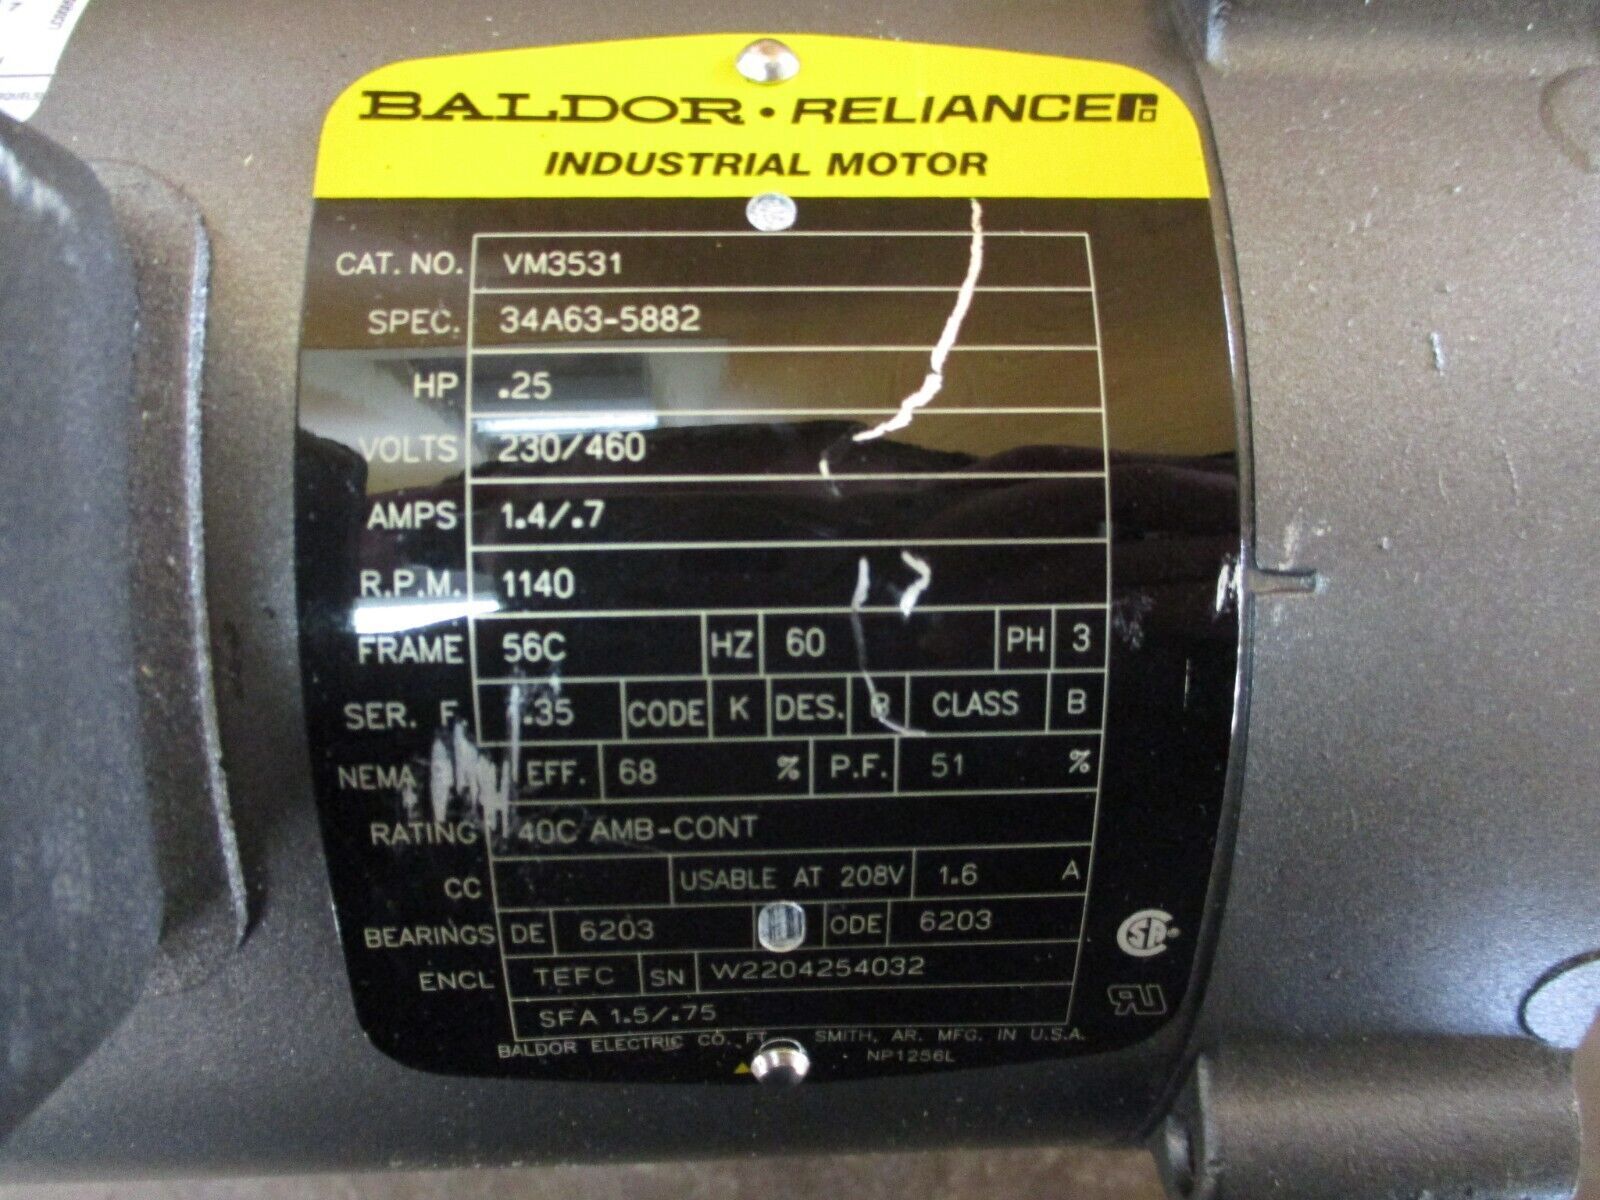 BALDOR • RELIANCE
INDUSTRIAL MOTOR
CAT. NO. VM3531
SPEC. 34A63-5882
HP .25
VOLTS 230/460
AMPS 1.4/.7
R.P.M. 1140
FRAME 56C HZ 60 PH 3
SER. F. .35 CODE K DES. CLASS B
NEMA EFF. 68 % P.F. 51 %
RATING 40C AMB-CONT
CC USABLE AT 208V 1.6 A
BEARINGS DE 6203 ODE 6203
ENCL TEFC SN W2204254032
SFA 1.5/.75
BALDOR ELECTRIC CO. FT SMITH, AR. MFG. IN U.S.A.
NP1256L